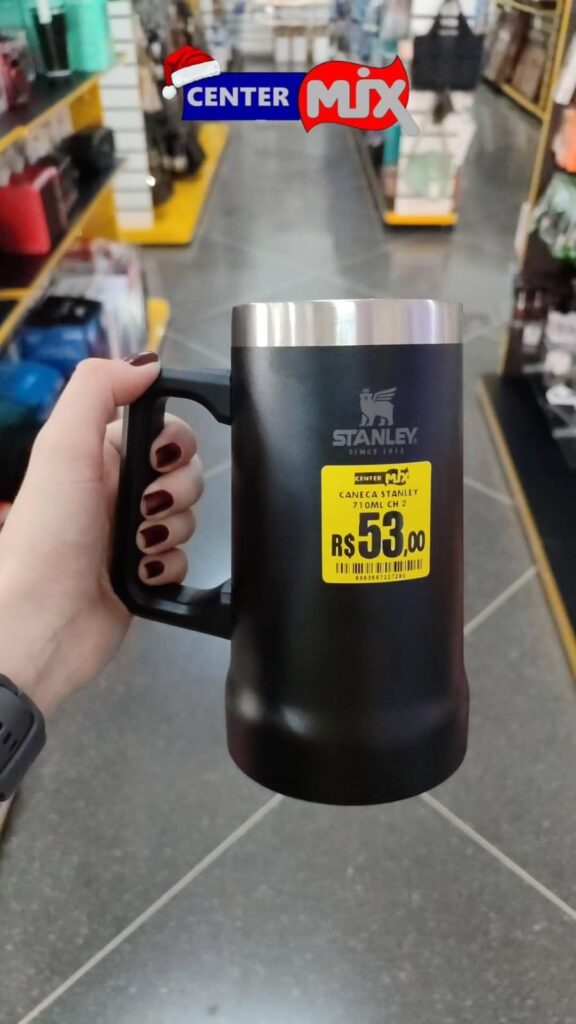 CENTER MIX
STANLEY
SINCE 1913
CENTER MIX
CANECA STANLEY
710ML CH 2
R$53,00